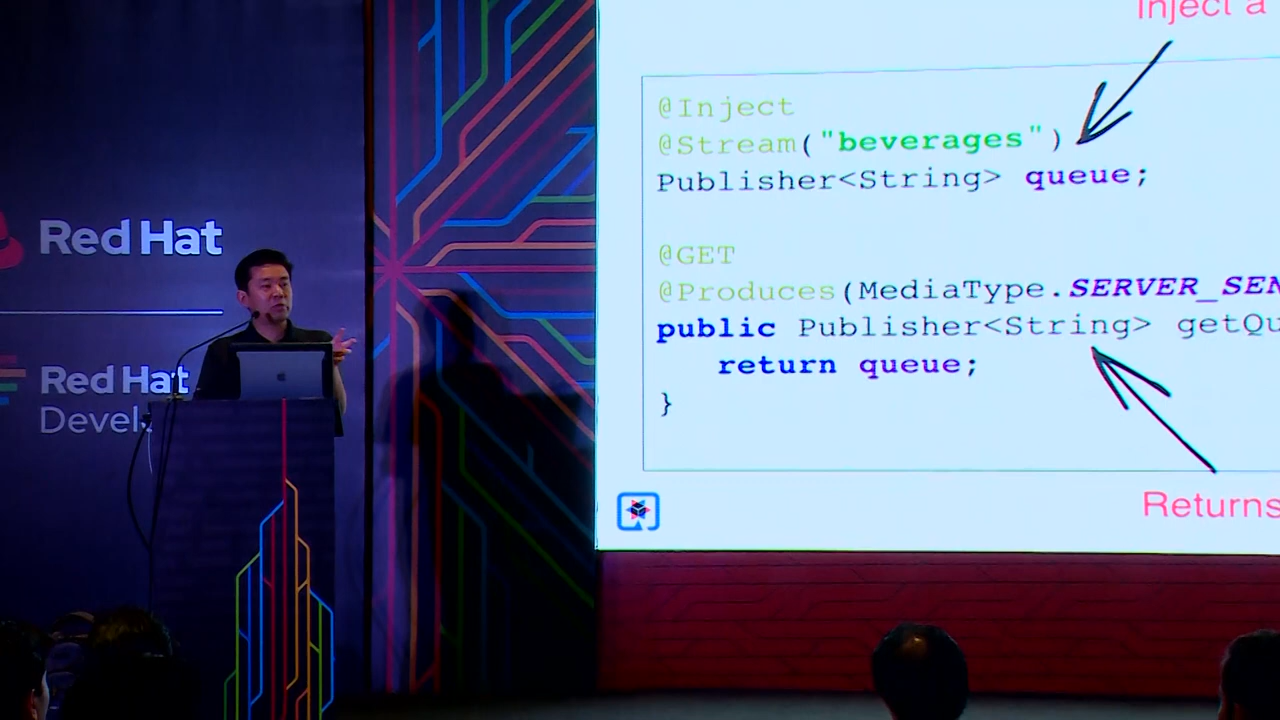 Red Hat
Red Hat
Devel
Inject a
@Inject
@Stream("beverages")
Publisher<String> queue;
@GET
@Produces(MediaType.SERVER_SEN
public Publisher<String> getQu
return queue;
}
Returns